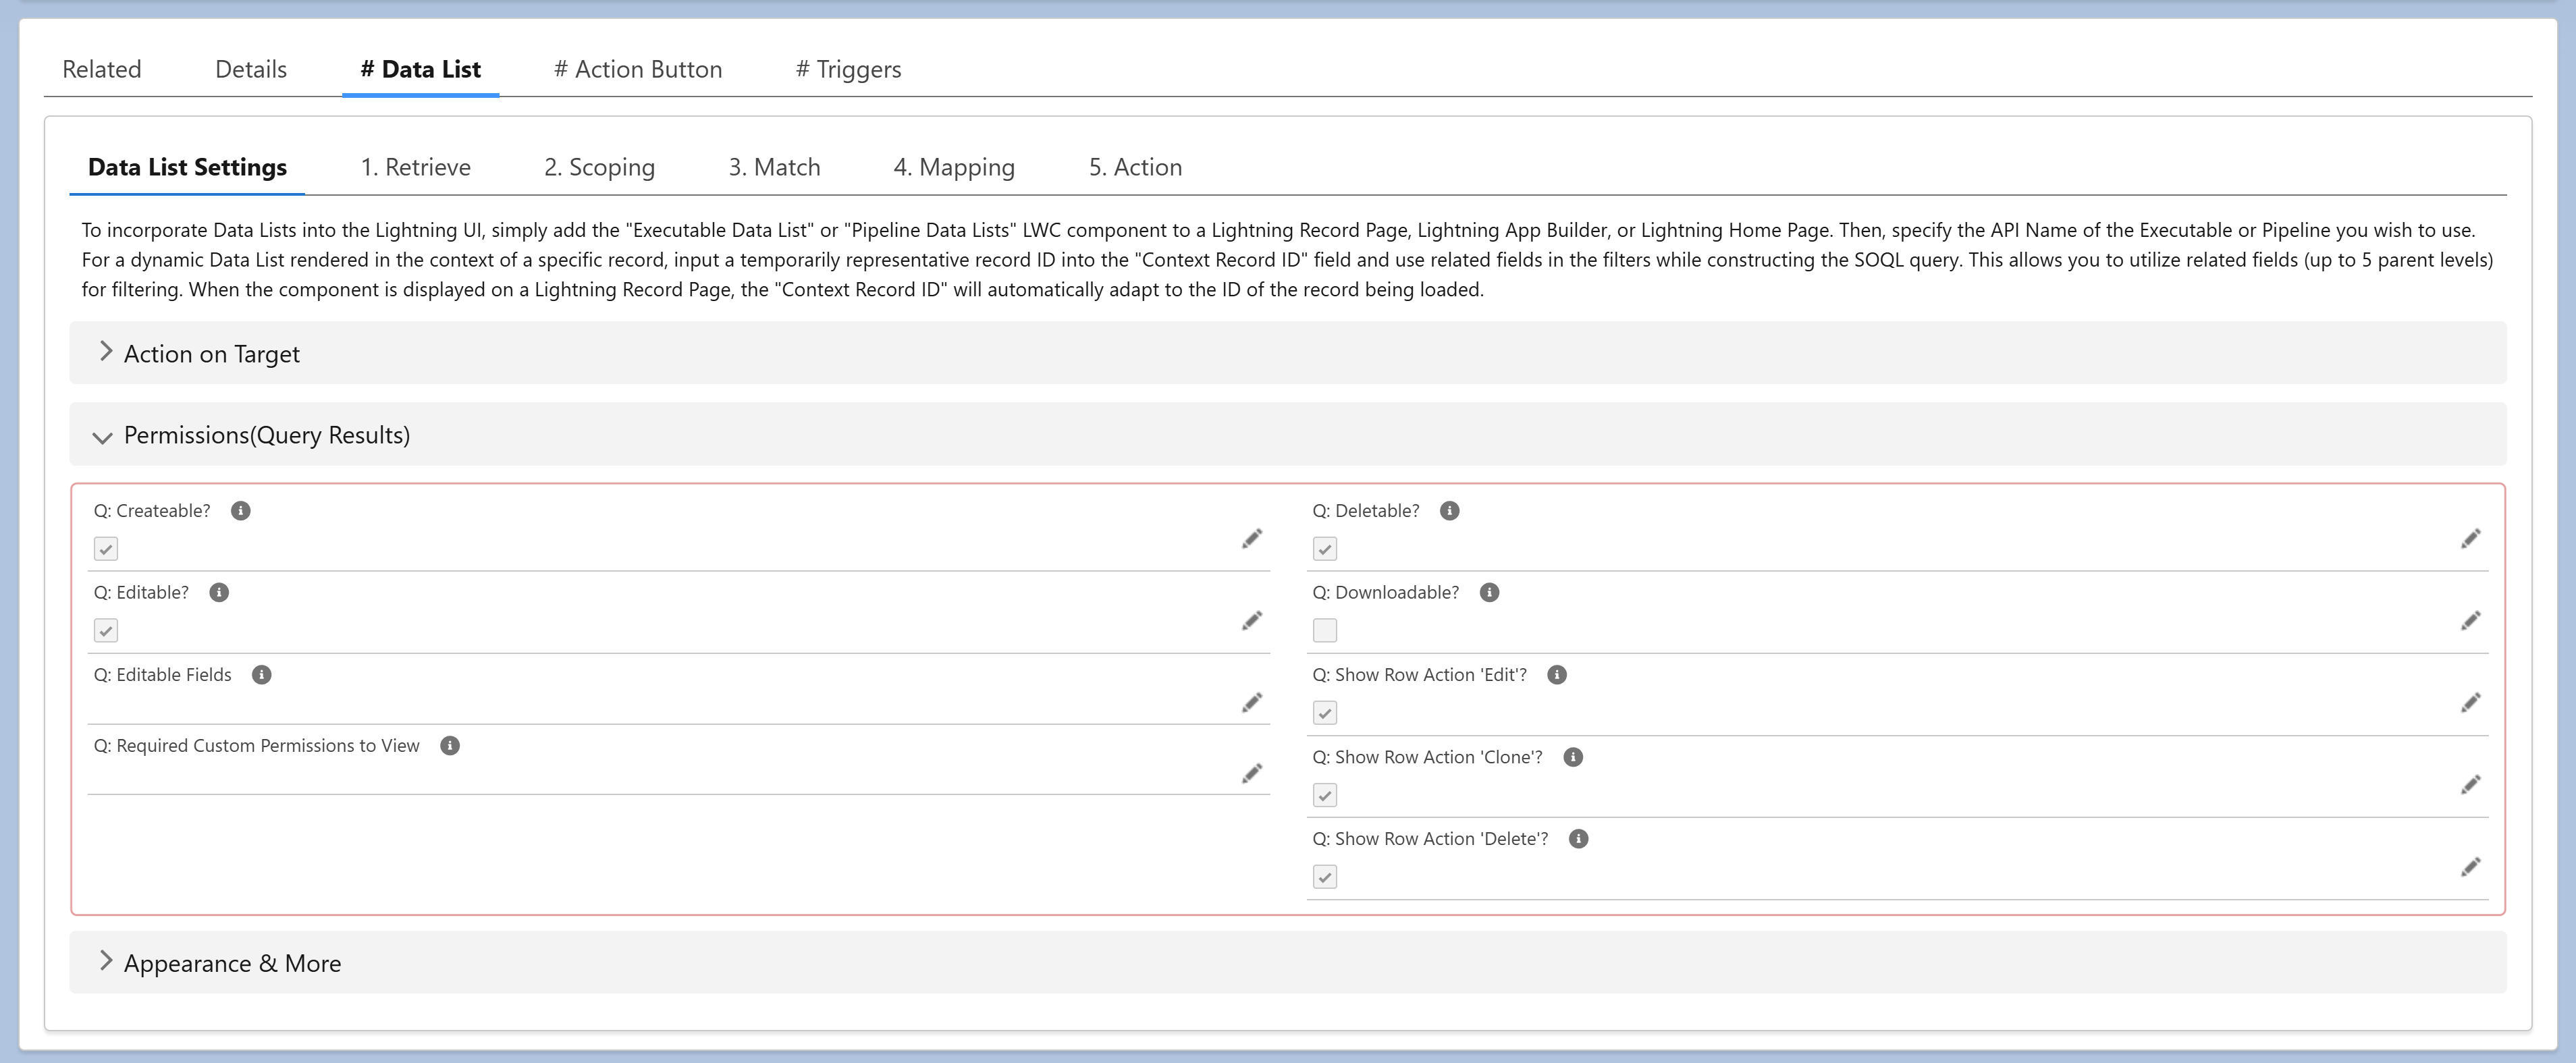 Related Details # Data List # Action Button # Triggers
Data List Settings 1. Retrieve 2. Scoping 3. Match 4. Mapping 5. Action
To incorporate Data Lists into the Lightning UI, simply add the "Executable Data List" or "Pipeline Data Lists" LWC component to a Lightning Record Page, Lightning App Builder, or Lightning Home Page. Then, specify the API Name of the Executable or Pipeline you wish to use.
For a dynamic Data List rendered in the context of a specific record, input a temporarily representative record ID into the "Context Record ID" field and use related fields in the filters while constructing the SOQL query. This allows you to utilize related fields (up to 5 parent levels)
for filtering. When the component is displayed on a Lightning Record Page, the "Context Record ID" will automatically adapt to the ID of the record being loaded.
Action on Target
Permissions(Query Results)
Q: Createable?
Q: Editable?
Q: Editable Fields
Q: Required Custom Permissions to View
Q: Deletable?
Q: Downloadable?
Q: Show Row Action 'Edit'?
Q: Show Row Action 'Clone'?
Q: Show Row Action 'Delete'?
Appearance & More